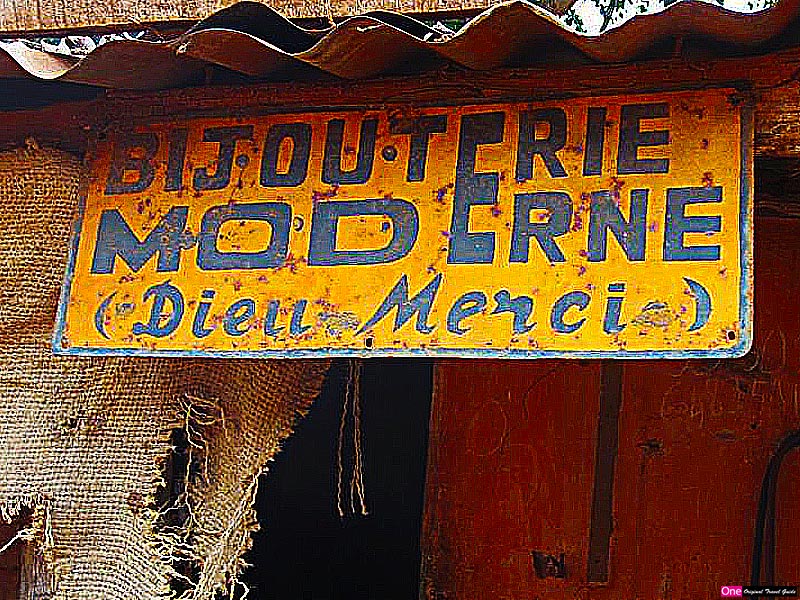 BIJOUTERIE
MODERNE
(Dieu Merci)
One Original Travel Guide